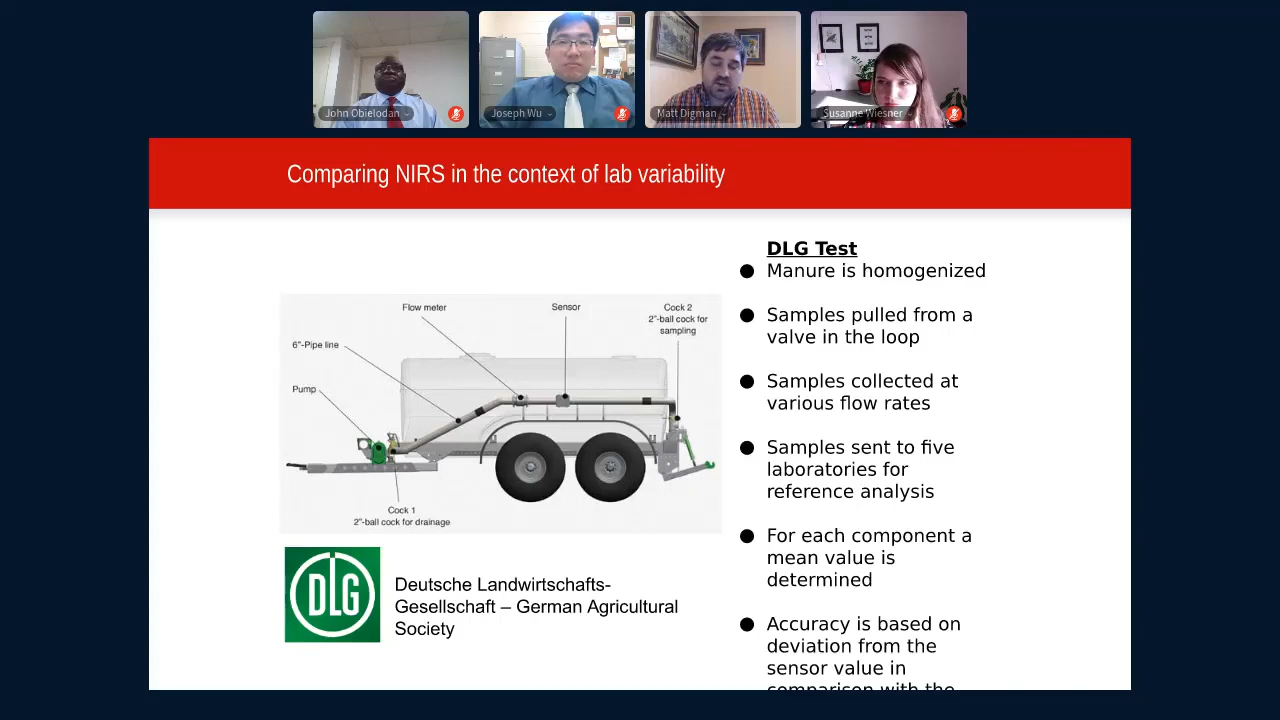 John Obielodan
Joseph Wu
Matt Digman
Susanne Wiesner
Comparing NIRS in the context of lab variability
Flow meter
Sensor
Cock 2
2"-ball cock for
sampling
6"-Pipe line
Pump
Cock 1
2"-ball cock for drainage
DLG
Deutsche Landwirtschafts-
Gesellschaft – German Agricultural
Society
DLG Test
● Manure is homogenized
● Samples pulled from a
valve in the loop
● Samples collected at
various flow rates
● Samples sent to five
laboratories for
reference analysis
● For each component a
mean value is
determined
● Accuracy is based on
deviation from the
sensor value in
comparison with the